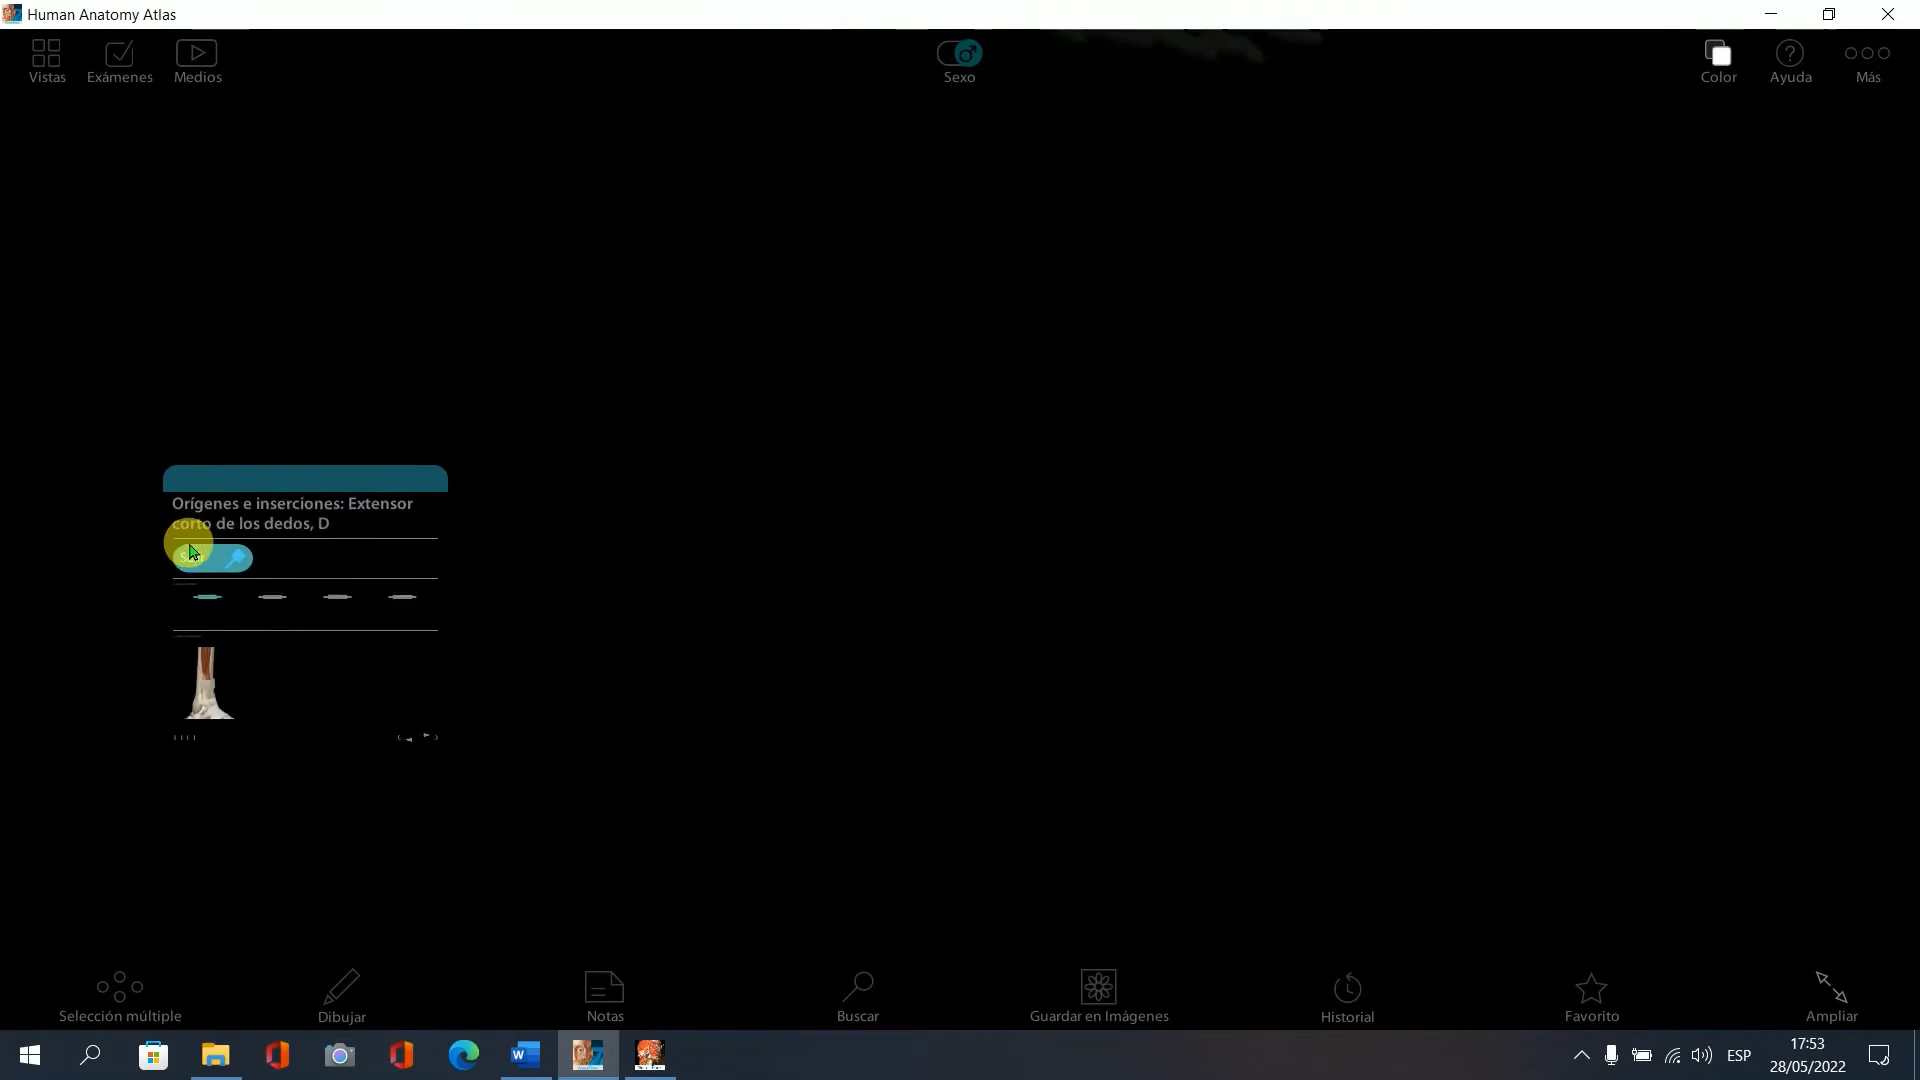 Human Anatomy Atlas
Vistas
Exámenes
Medios
Sexo
Color
Ayuda
Más
Orígenes e inserciones: Extensor
corto de los dedos, D
Selección múltiple
Dibujar
Notas
Buscar
Guardar en Imágenes
Historial
Favorito
Ampliar
ESP
17:53
28/05/2022